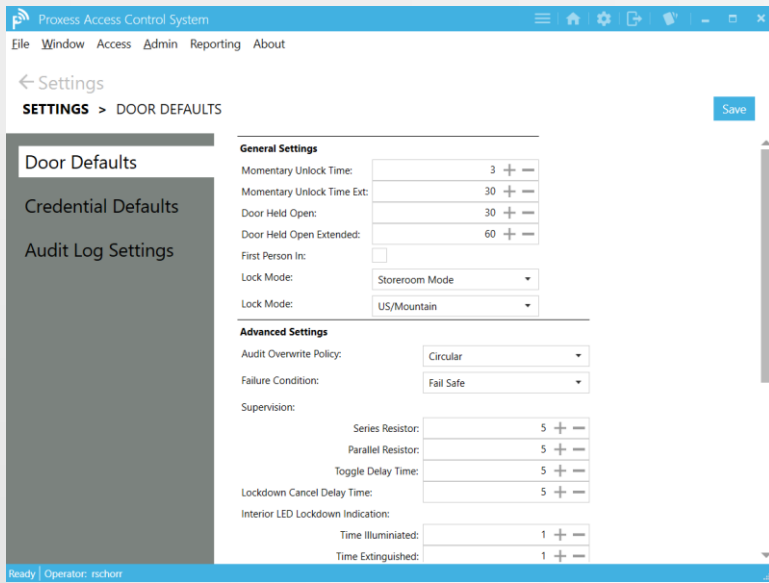 Proxess Access Control System
File Window Access Admin Reporting About
Settings
SETTINGS > DOOR DEFAULTS
Save
Door Defaults
Credential Defaults
Audit Log Settings
General Settings
Momentary Unlock Time: 3
Momentary Unlock Time Ext: 30
Door Held Open: 30
Door Held Open Extended: 60
First Person In:
Lock Mode: Storeroom Mode
Lock Mode: US/Mountain
Advanced Settings
Audit Overwrite Policy: Circular
Failure Condition: Fail Safe
Supervision:
Series Resistor: 5
Parallel Resistor: 5
Toggle Delay Time: 5
Lockdown Cancel Delay Time: 5
Interior LED Lockdown Indication:
Time Illuminiated: 1
Time Extinguished: 1
Ready Operator: rschorr